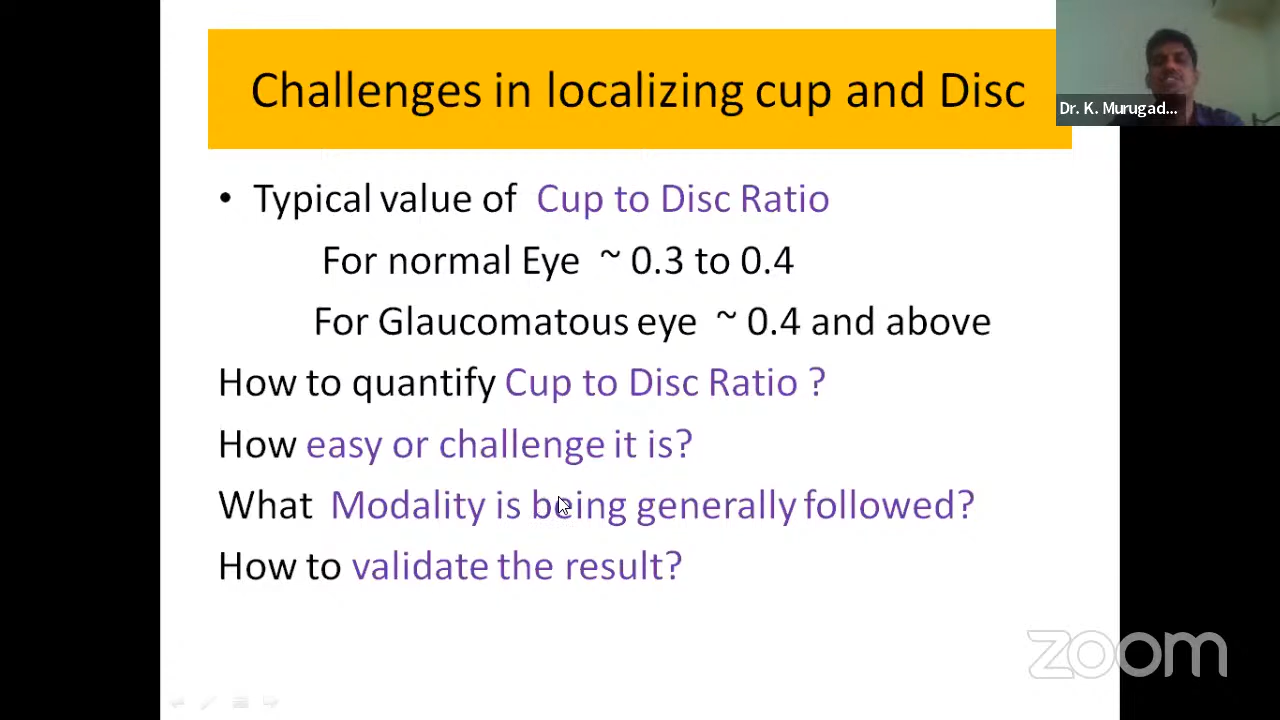 Challenges in localizing cup and Disc
Dr. K. Murugad...
• Typical value of Cup to Disc Ratio
For normal Eye ~ 0.3 to 0.4
For Glaucomatous eye ~ 0.4 and above
How to quantify Cup to Disc Ratio ?
How easy or challenge it is?
What Modality is being generally followed?
How to validate the result?
zoom